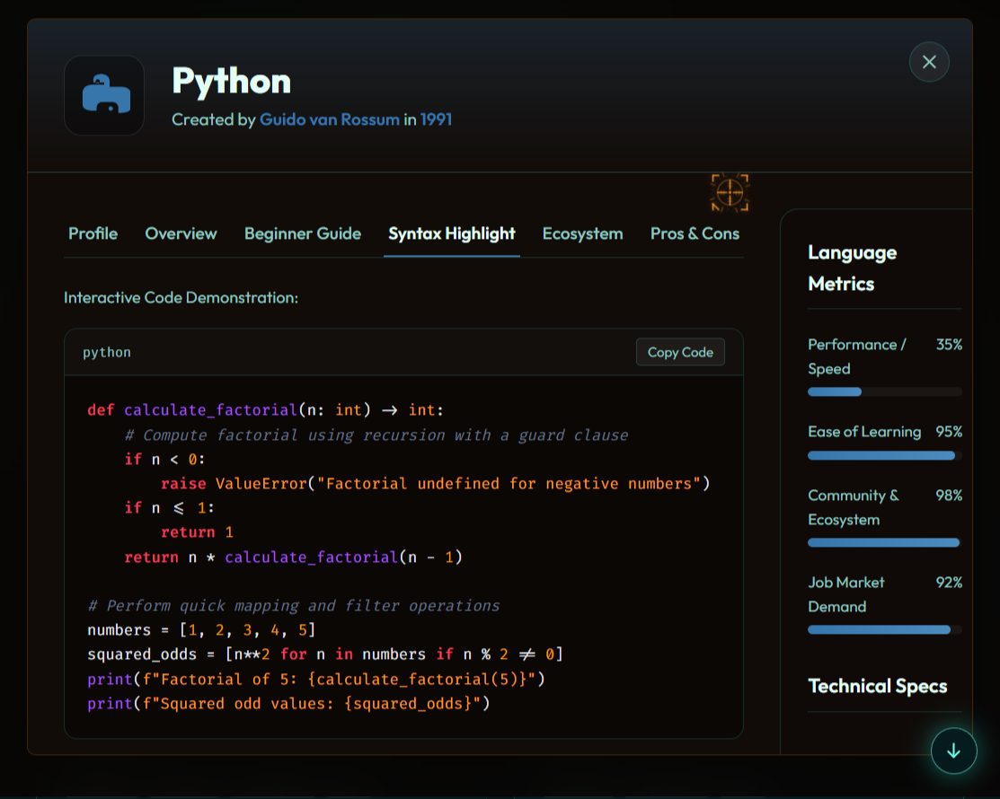 Python
Created by Guido van Rossum in 1991
Profile Overview Beginner Guide Syntax Highlight Ecosystem Pros & Cons
Interactive Code Demonstration:
python
Copy Code
def calculate_factorial(n: int) -> int:
    # Compute factorial using recursion with a guard clause
    if n < 0:
        raise ValueError("Factorial undefined for negative numbers")
    if n <= 1:
        return 1
    return n * calculate_factorial(n - 1)

# Perform quick mapping and filter operations
numbers = [1, 2, 3, 4, 5]
squared_odds = [n**2 for n in numbers if n % 2 != 0]
print(f"Factorial of 5: {calculate_factorial(5)}")
print(f"Squared odd values: {squared_odds}")
Language
Metrics
Performance / 35%
Speed
Ease of Learning 95%
Community & 98%
Ecosystem
Job Market 92%
Demand
Technical Specs